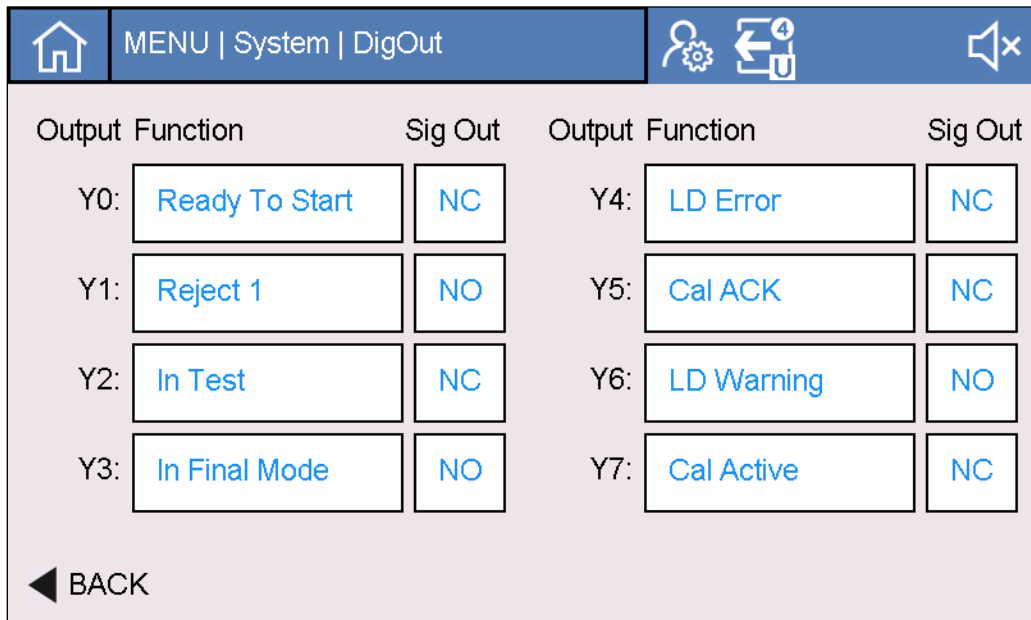 MENU | System | DigOut
4
U
Output Function Sig Out Output Function Sig Out
Y0: Ready To Start NC Y4: LD Error NC
Y1: Reject 1 NO Y5: Cal ACK NC
Y2: In Test NC Y6: LD Warning NO
Y3: In Final Mode NO Y7: Cal Active NC
BACK